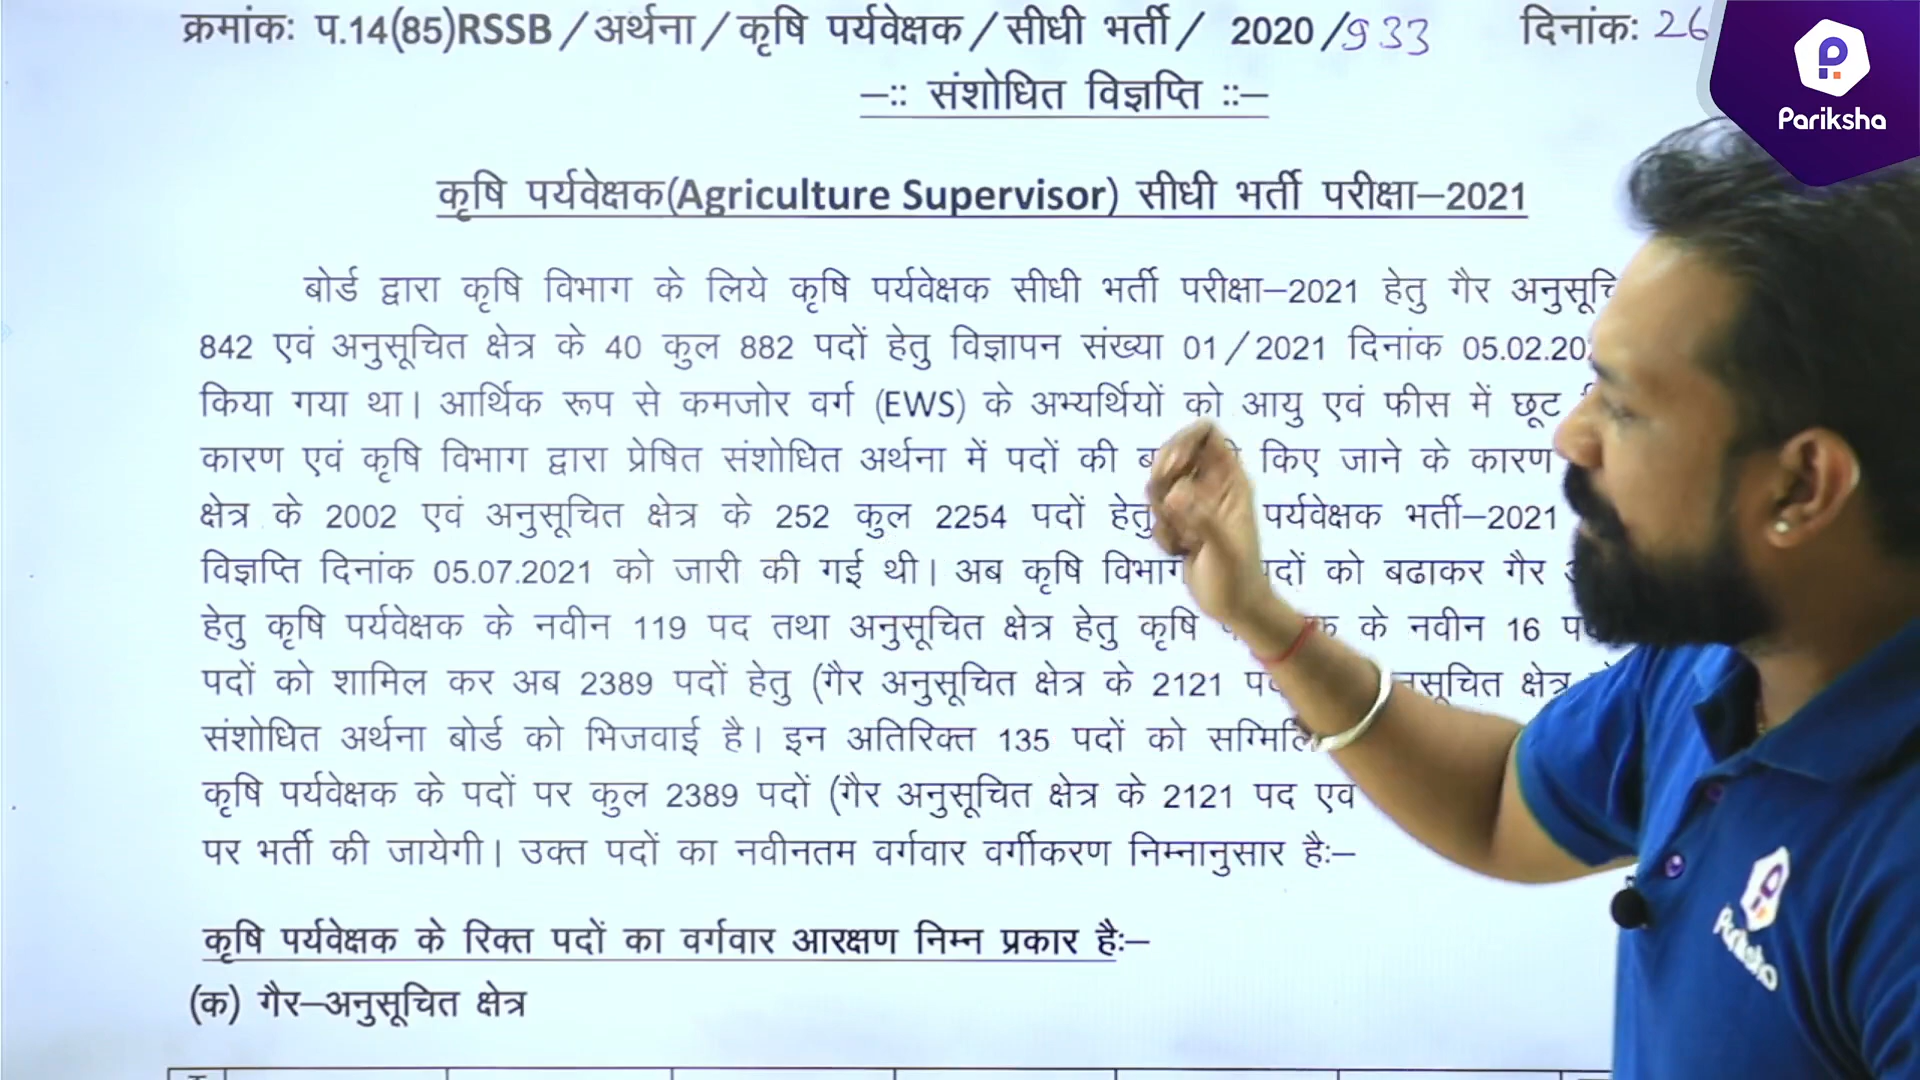 क्रमांकः प.14(85)RSSB/अर्थना/कृषि पर्यवेक्षक/सीधी भर्ती/ 2020/933 दिनांकः 26
Pariksha
—:: संशोधित विज्ञप्ति ::—
कृषि पर्यवेक्षक(Agriculture Supervisor) सीधी भर्ती परीक्षा—2021
बोर्ड द्वारा कृषि विभाग के लिये कृषि पर्यवेक्षक सीधी भर्ती परीक्षा—2021 हेतु गैर
842 एवं अनुसूचित क्षेत्र के 40 कुल 882 पदों हेतु विज्ञापन संख्या 01/2021 दिनांक
किया गया था। आर्थिक रूप से कमजोर वर्ग (EWS) के अभ्यर्थियों को आयु एवं फीस में छूट
कारण एवं कृषि विभाग द्वारा प्रेषित संशोधित अर्थना में पदों की किए जाने के कारण
क्षेत्र के 2002 एवं अनुसूचित क्षेत्र के 252 कुल 2254 पदों हेतु पर्यवेक्षक भर्ती—2021
विज्ञप्ति दिनांक 05.07.2021 को जारी की गई थी। अब कृषि विभाग को बढाकर गैर
हेतु कृषि पर्यवेक्षक के नवीन 119 पद तथा अनुसूचित क्षेत्र हेतु कृषि के नवीन 16
पदों को शामिल कर अब 2389 पदों हेतु (गैर अनुसूचित क्षेत्र के 2121 क्षेत्र
संशोधित अर्थना बोर्ड को भिजवाई है। इन अतिरिक्त 135 पदों को
कृषि पर्यवेक्षक के पदों पर कुल 2389 पदों (गैर अनुसूचित क्षेत्र के 2121 पद एवं
पर भर्ती की जायेगी। उक्त पदों का नवीनतम वर्गवार वर्गीकरण निम्नानुसार हैः—
कृषि पर्यवेक्षक के रिक्त पदों का वर्गवार आरक्षण निम्न प्रकार हैः—
(क) गैर—अनुसूचित क्षेत्र
Pariksha